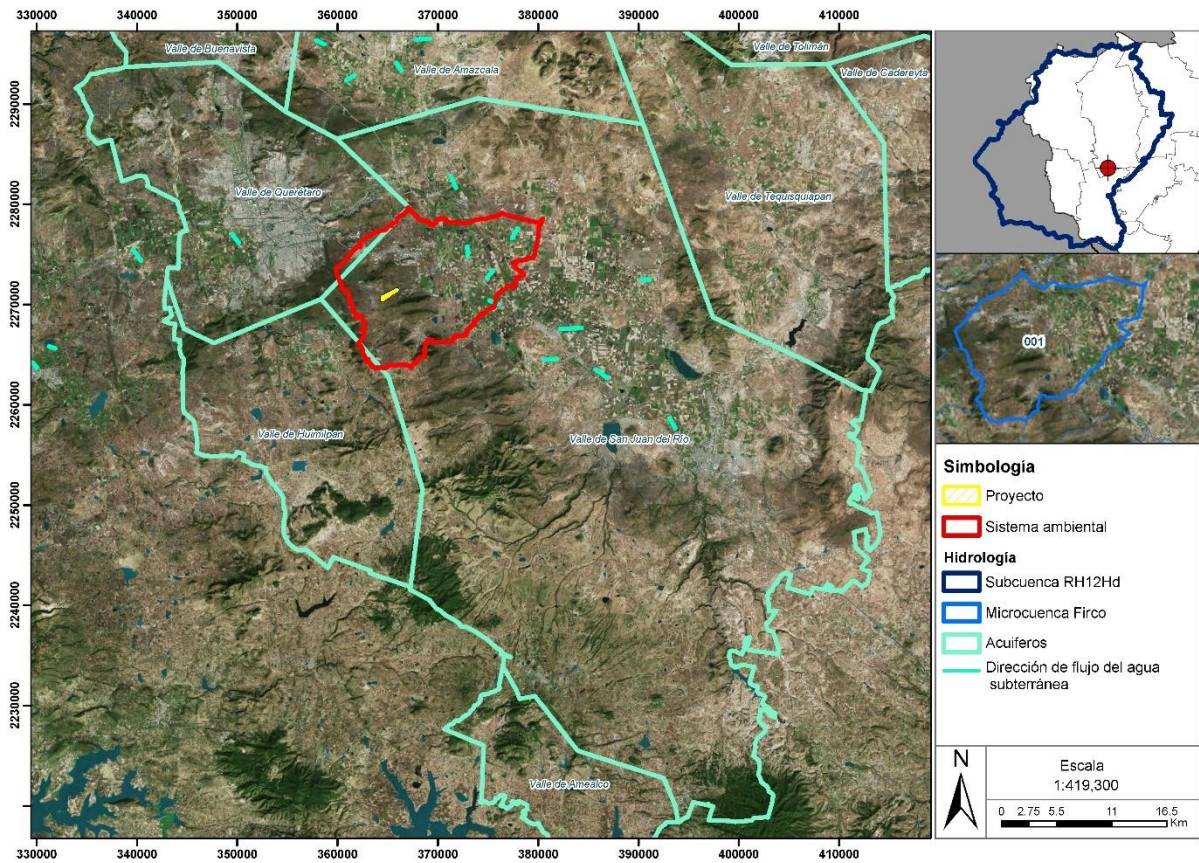 330000 340000 350000 360000 370000 380000 390000 400000 410000
Valle de Buenavista
Valle de Tolimán
Valle de Amazcala
Valle de Cadereyta
2290000
Valle de Querétaro
Valle de Tequisquiapan
2280000
2270000
2260000
Valle de Huimilpan
Valle de San Juan del Río
2250000
2240000
2230000
Valle de Amealco
330000 340000 350000 360000 370000 380000 390000 400000 410000
001
Simbología
Proyecto
Sistema ambiental
Hidrología
Subcuenca RH12Hd
Microcuenca Firco
Acuiferos
Dirección de flujo del agua
subterránea
N
Escala
1:419,300
0 2.75 5.5 11 16.5
Km